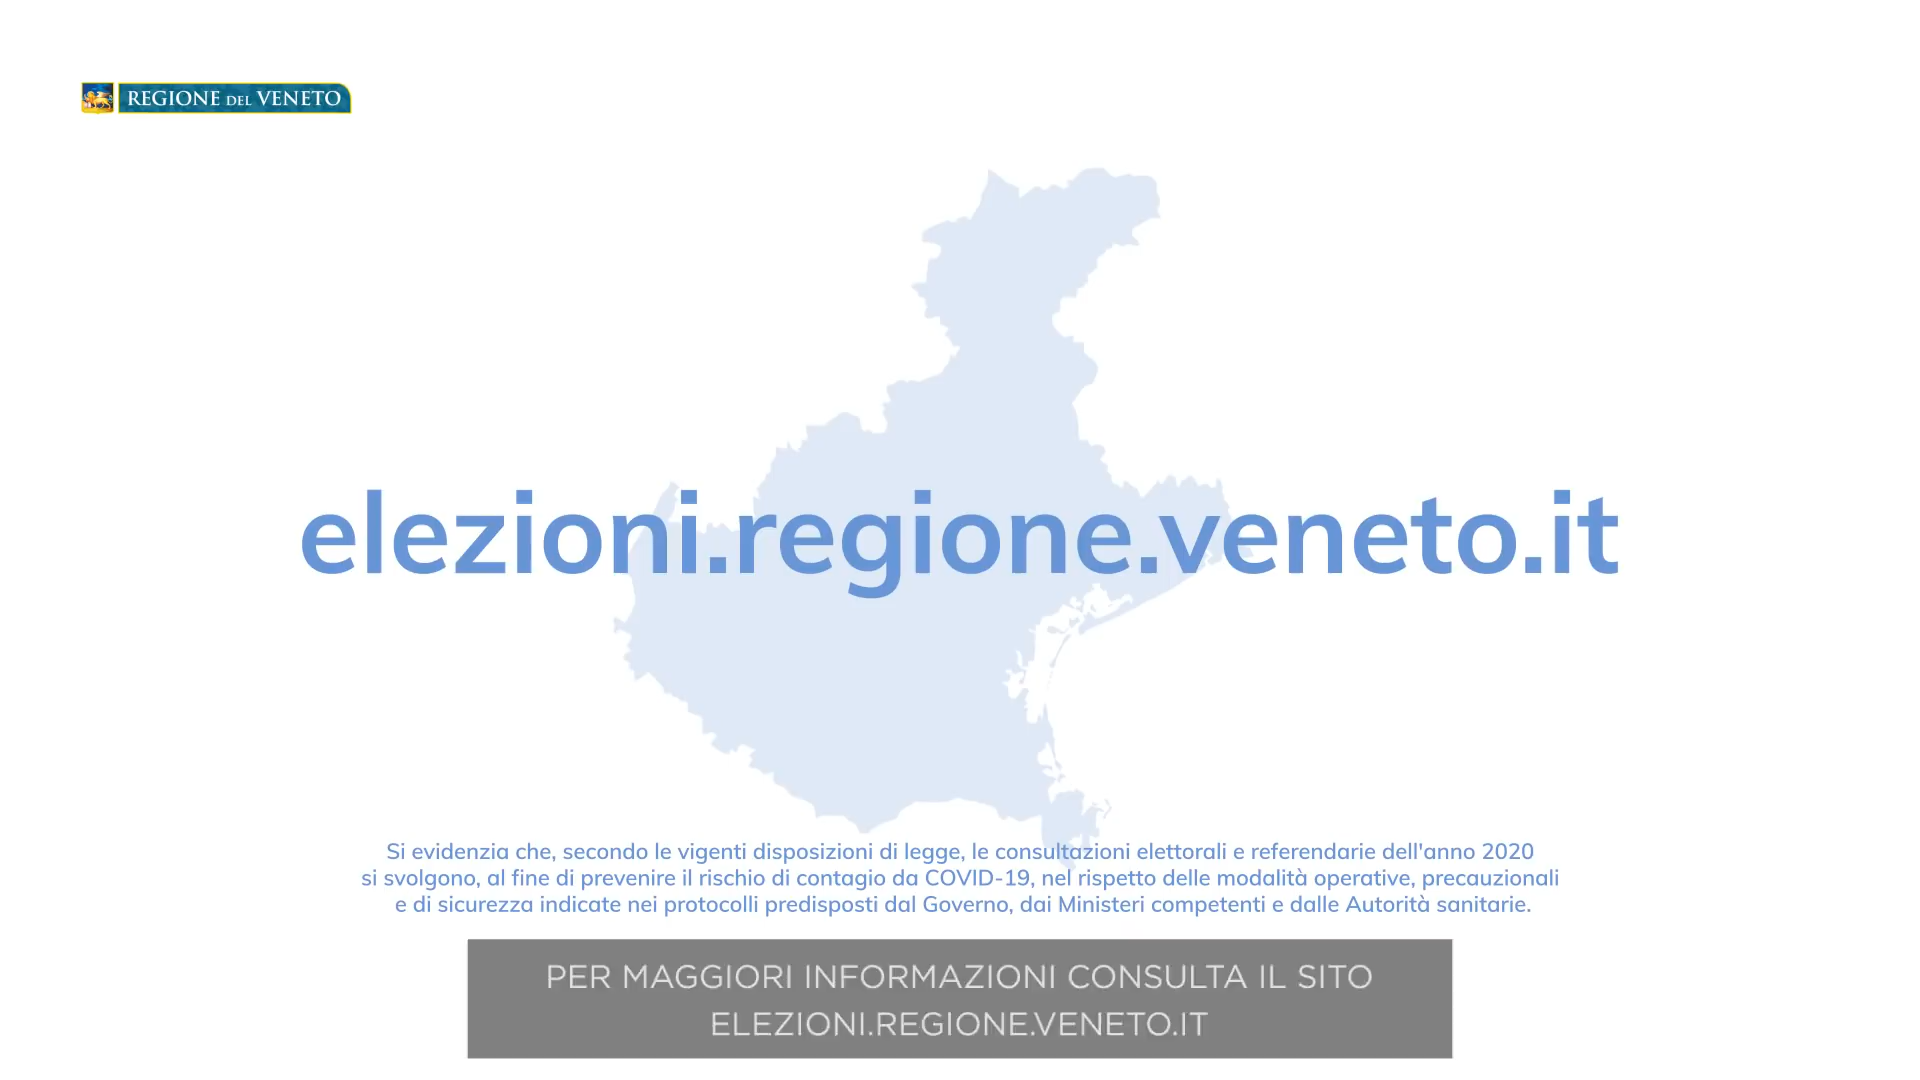 REGIONE DEL VENETO
elezioni.regione.veneto.it
Si evidenzia che, secondo le vigenti disposizioni di legge, le consultazioni elettorali e referendarie dell'anno 2020
si svolgono, al fine di prevenire il rischio di contagio da COVID-19, nel rispetto delle modalità operative, precauzionali
e di sicurezza indicate nei protocolli predisposti dal Governo, dai Ministeri competenti e dalle Autorità sanitarie.
PER MAGGIORI INFORMAZIONI CONSULTA IL SITO
ELEZIONI.REGIONE.VENETO.IT